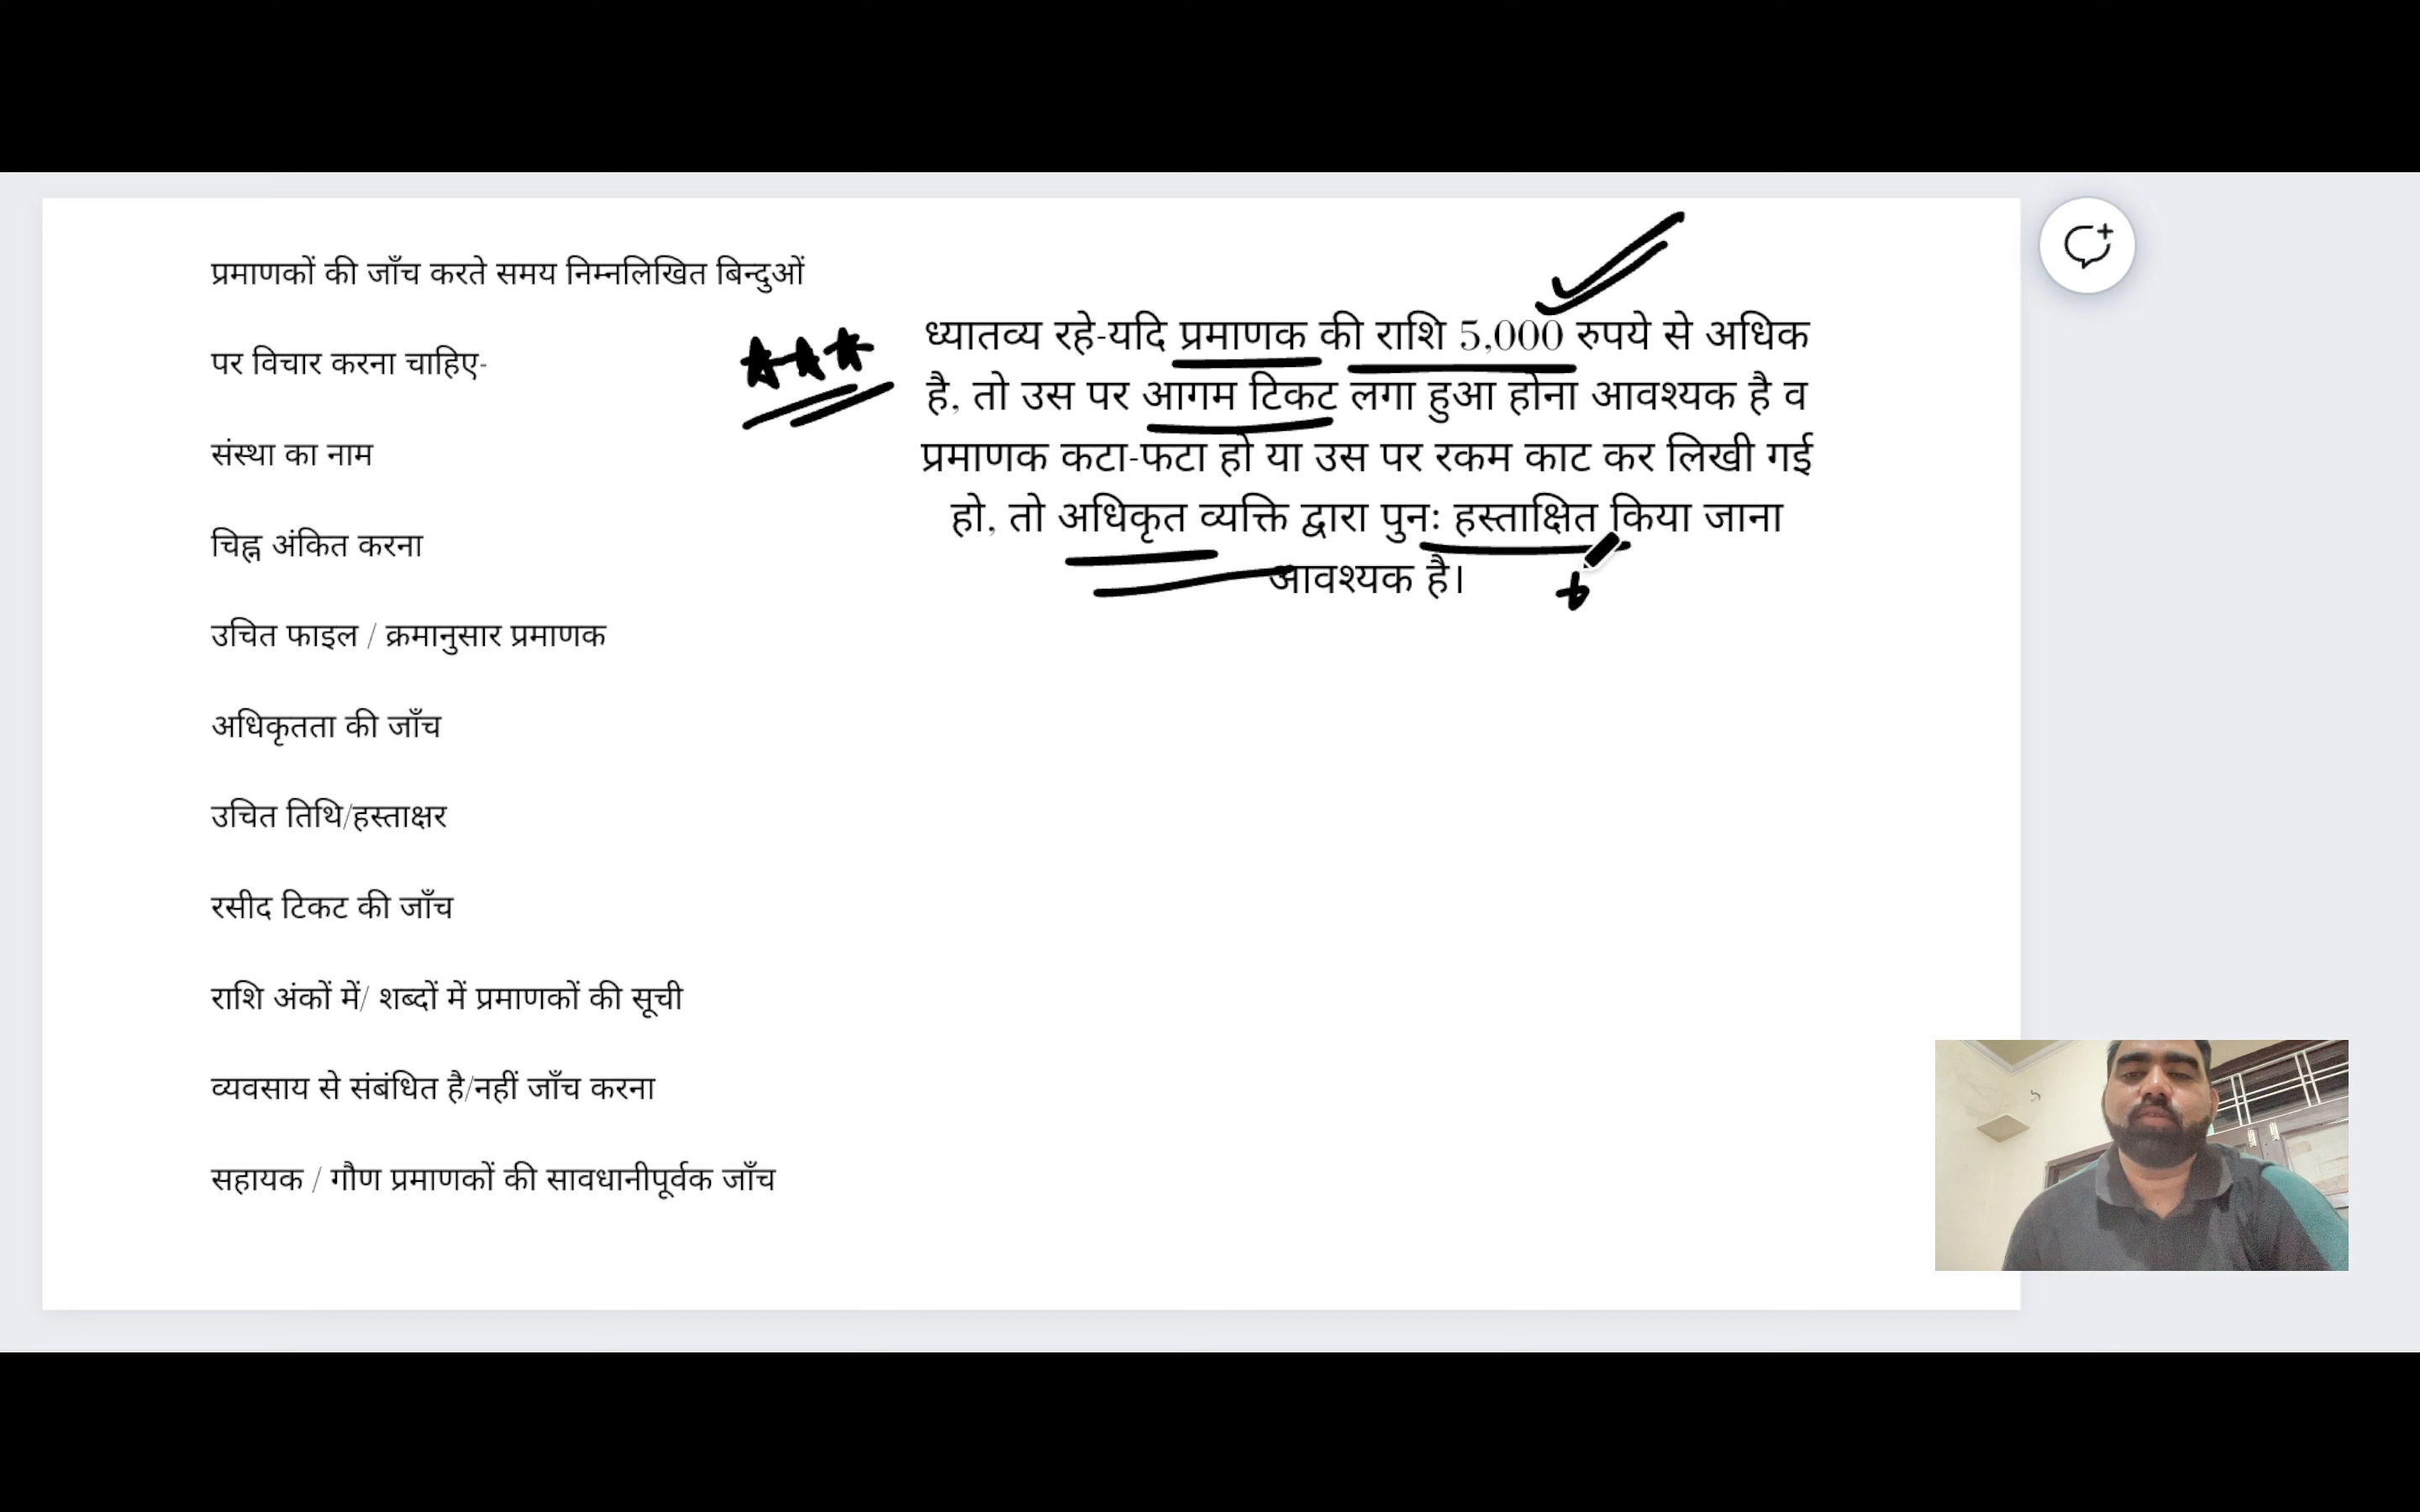 प्रमाणकों की जाँच करते समय निम्नलिखित बिन्दुओं
पर विचार करना चाहिए-
संस्था का नाम
चिह्न अंकित करना
उचित फाइल / क्रमानुसार प्रमाणक
अधिकृतता की जाँच
उचित तिथि/हस्ताक्षर
रसीद टिकट की जाँच
राशि अंकों में/ शब्दों में प्रमाणकों की सूची
व्यवसाय से संबंधित है/नहीं जाँच करना
सहायक / गौण प्रमाणकों की सावधानीपूर्वक जाँच
ध्यातव्य रहे-यदि प्रमाणक की राशि 5,000 रुपये से अधिक
है, तो उस पर आगम टिकट लगा हुआ होना आवश्यक है व
प्रमाणक कटा-फटा हो या उस पर रकम काट कर लिखी गई
हो, तो अधिकृत व्यक्ति द्वारा पुनः हस्ताक्षित किया जाना
आवश्यक है।